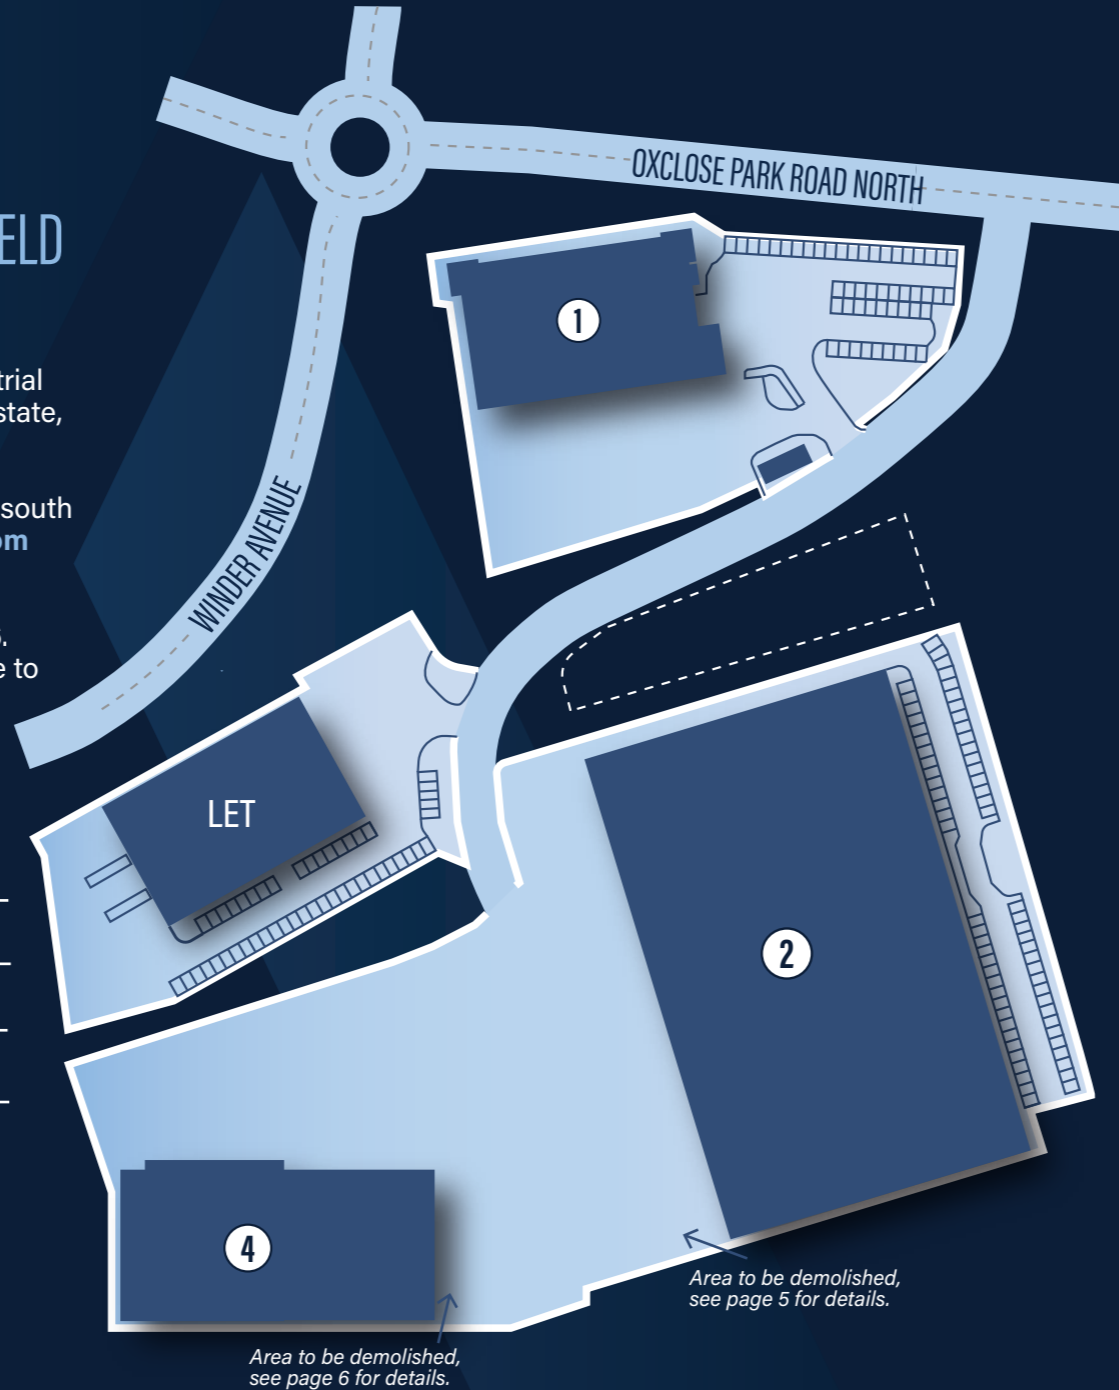 OXCLOSE PARK ROAD NORTH
ELD
1
trial
state,
south
om
WINDER AVENUE
e to
LET
2
4
Area to be demolished,
see page 5 for details.
Area to be demolished,
see page 6 for details.